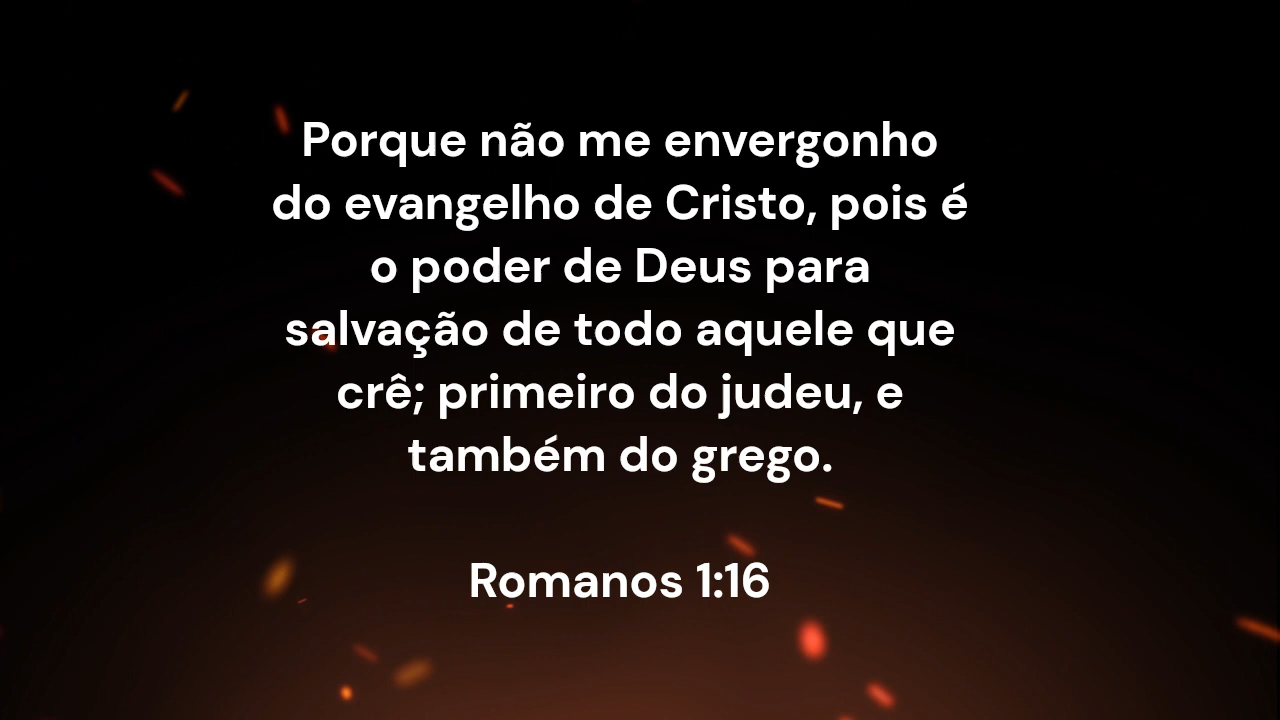 Porque não me envergonho
do evangelho de Cristo, pois é
o poder de Deus para
salvação de todo aquele que
crê; primeiro do judeu, e
também do grego.
Romanos 1:16